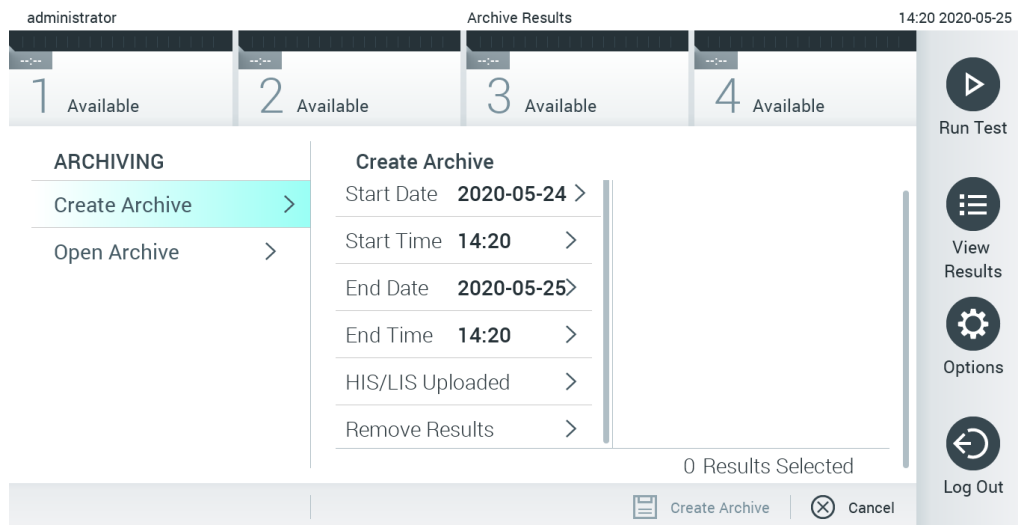 administrator
Archive Results
14:20 2020-05-25
--:--
1 Available
--:--
2 Available
--:--
3 Available
--:--
4 Available
Run Test
View
Results
Options
Log Out
ARCHIVING
Create Archive
Open Archive
Create Archive
Start Date 2020-05-24
Start Time 14:20
End Date 2020-05-25
End Time 14:20
HIS/LIS Uploaded
Remove Results
0 Results Selected
Create Archive
Cancel